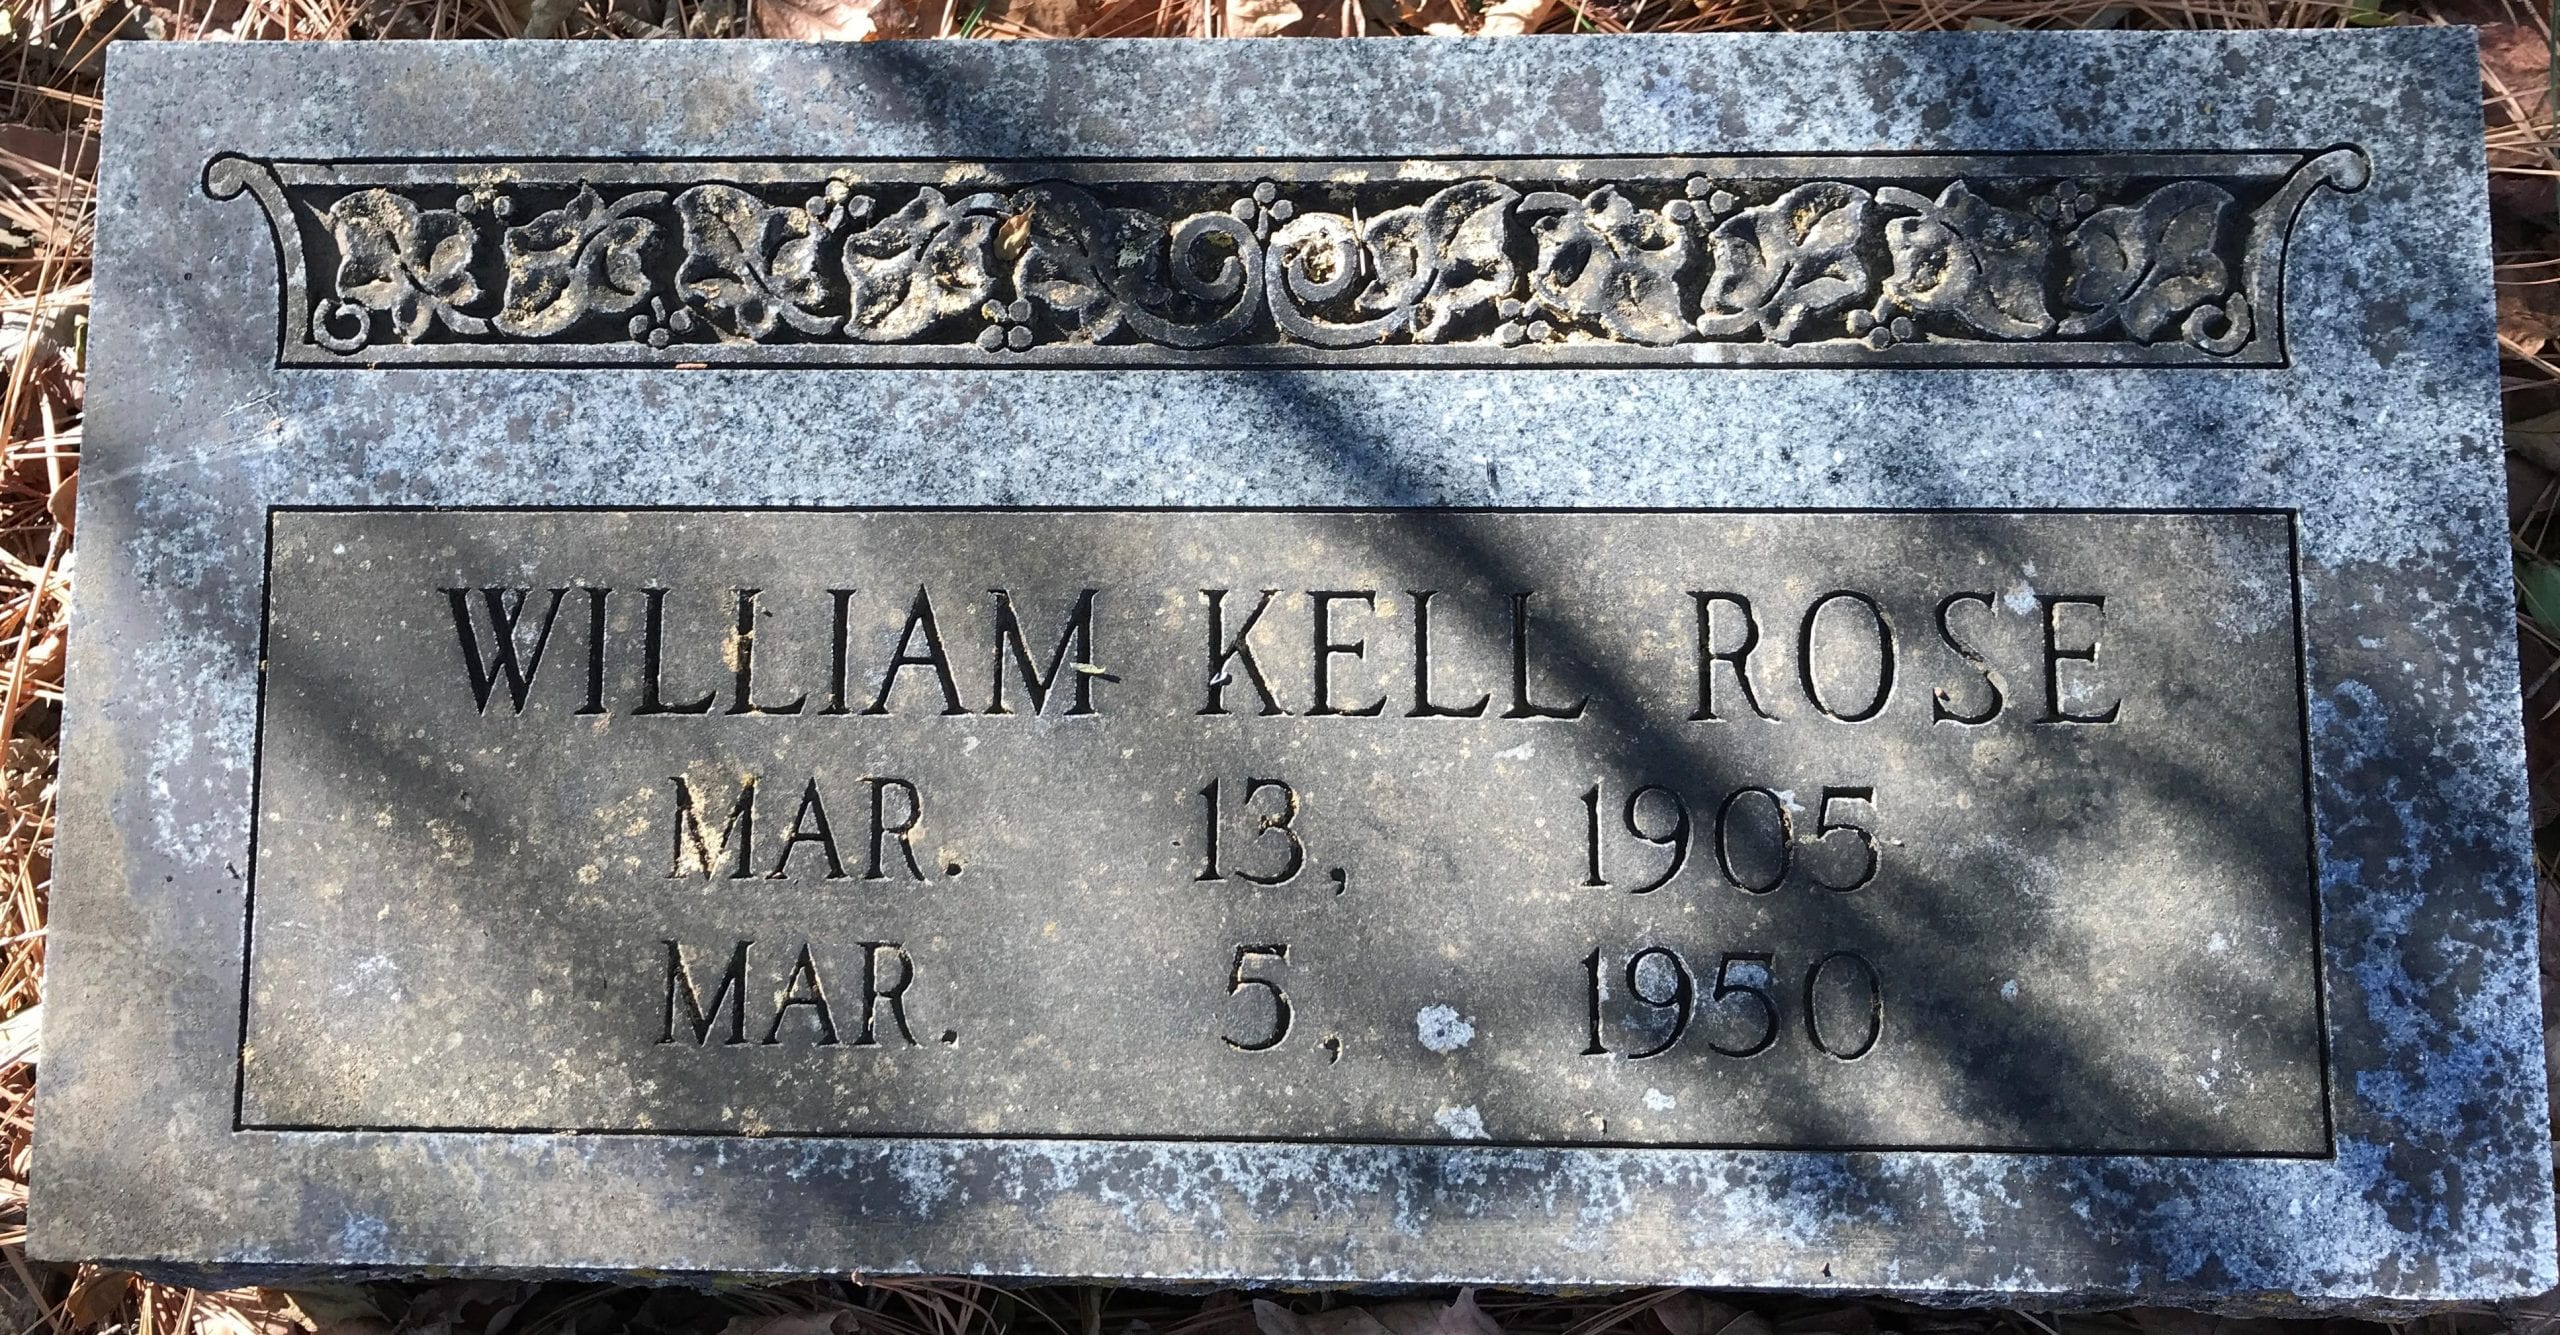 WILLIAM KELL ROSE
MAR. 13, 1905
MAR. 5, 1950